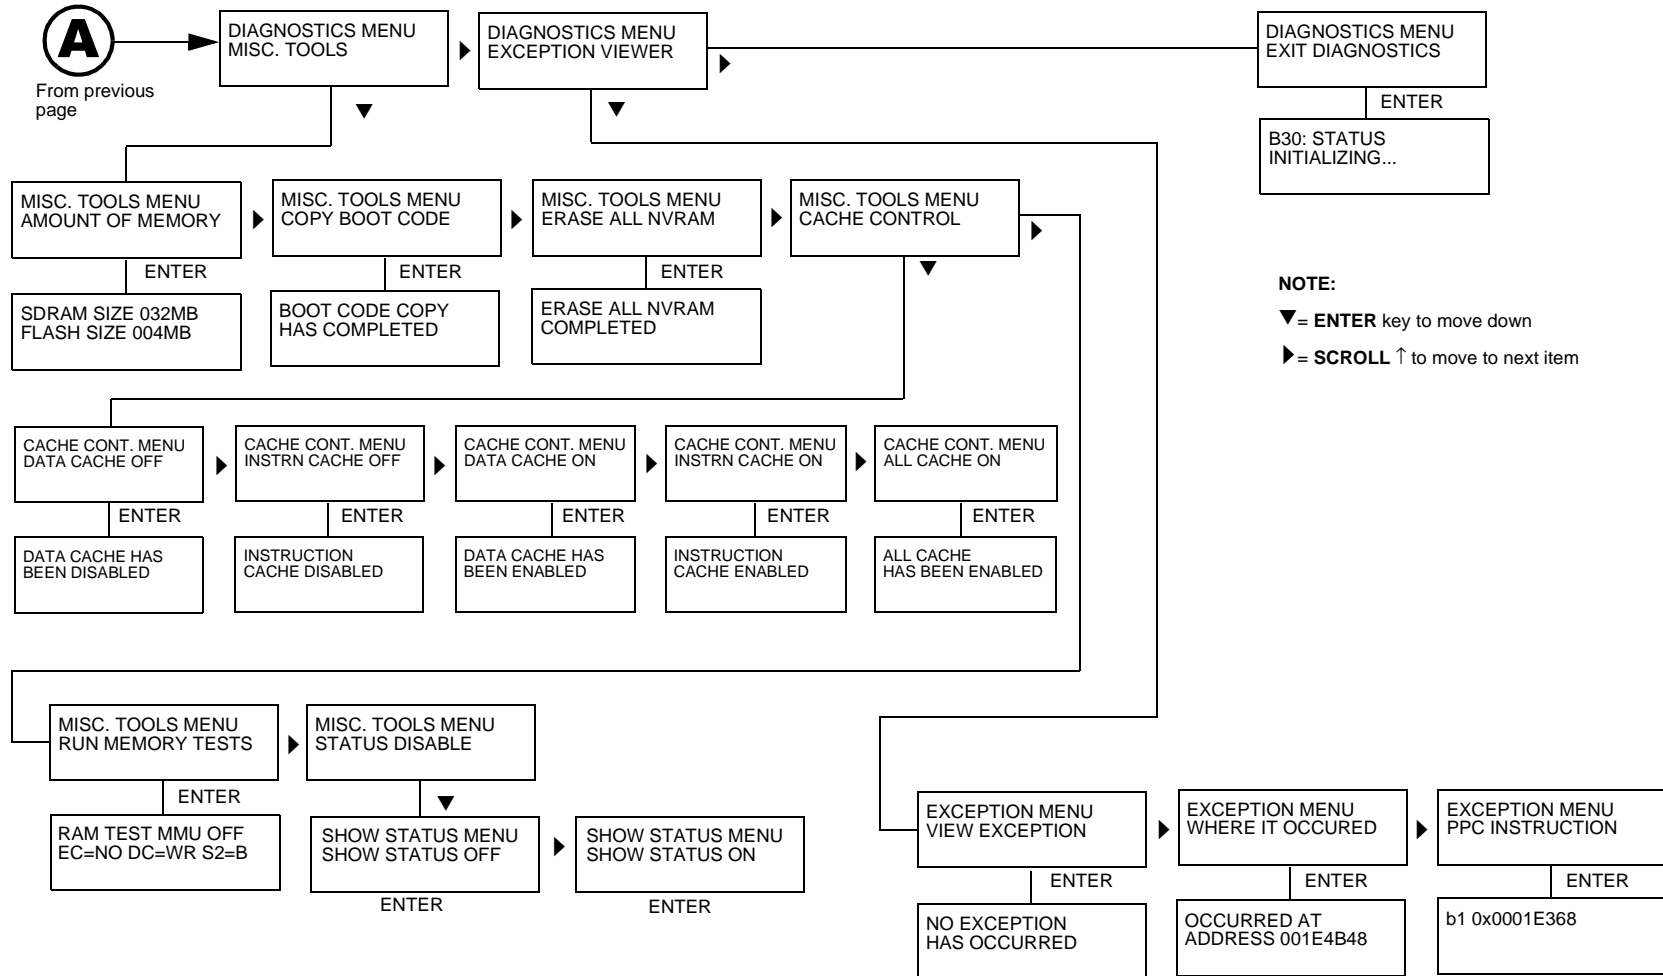 A
From previous
page
DIAGNOSTICS MENU
MISC. TOOLS
DIAGNOSTICS MENU
EXCEPTION VIEWER
DIAGNOSTICS MENU
EXIT DIAGNOSTICS
ENTER
B30: STATUS
INITIALIZING...
MISC. TOOLS MENU
AMOUNT OF MEMORY
MISC. TOOLS MENU
COPY BOOT CODE
MISC. TOOLS MENU
ERASE ALL NVRAM
MISC. TOOLS MENU
CACHE CONTROL
ENTER
ENTER
ENTER
SDRAM SIZE 032MB
FLASH SIZE 004MB
BOOT CODE COPY
HAS COMPLETED
ERASE ALL NVRAM
COMPLETED
NOTE:
▼= ENTER key to move down
▶= SCROLL ↑ to move to next item
CACHE CONT. MENU
DATA CACHE OFF
CACHE CONT. MENU
INSTRN CACHE OFF
CACHE CONT. MENU
DATA CACHE ON
CACHE CONT. MENU
INSTRN CACHE ON
CACHE CONT. MENU
ALL CACHE ON
ENTER
ENTER
ENTER
ENTER
ENTER
DATA CACHE HAS
BEEN DISABLED
INSTRUCTION
CACHE DISABLED
DATA CACHE HAS
BEEN ENABLED
INSTRUCTION
CACHE ENABLED
ALL CACHE
HAS BEEN ENABLED
MISC. TOOLS MENU
RUN MEMORY TESTS
MISC. TOOLS MENU
STATUS DISABLE
ENTER
RAM TEST MMU OFF
EC=NO DC=WR S2=B
SHOW STATUS MENU
SHOW STATUS OFF
SHOW STATUS MENU
SHOW STATUS ON
ENTER
ENTER
EXCEPTION MENU
VIEW EXCEPTION
EXCEPTION MENU
WHERE IT OCCURED
EXCEPTION MENU
PPC INSTRUCTION
ENTER
ENTER
ENTER
NO EXCEPTION
HAS OCCURRED
OCCURRED AT
ADDRESS 001E4B48
b1 0x0001E368